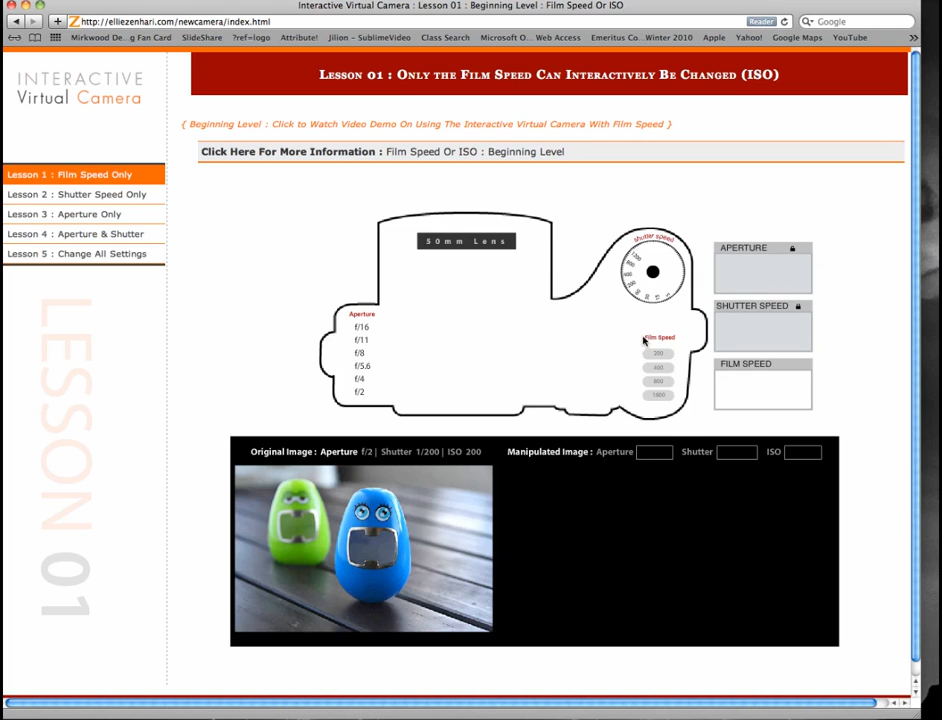 Interactive Virtual Camera : Lesson 01 : Beginning Level : Film Speed Or ISO
http://elliezenhari.com/newcamera/index.html
Reader
Google
Mirkwood De...g Fan Card
SlideShare
?ref=logo
Attribute!
Jilion - SublimeVideo
Class Search
Microsoft O... Web Access
Emeritus Co...Winter 2010
Apple
Yahoo!
Google Maps
YouTube
INTERACTIVE
Virtual Camera
LESSON 01 : ONLY THE FILM SPEED CAN INTERACTIVELY BE CHANGED (ISO)
{ Beginning Level : Click to Watch Video Demo On Using The Interactive Virtual Camera With Film Speed }
Click Here For More Information : Film Speed Or ISO : Beginning Level
Lesson 1 : Film Speed Only
Lesson 2 : Shutter Speed Only
Lesson 3 : Aperture Only
Lesson 4 : Aperture & Shutter
Lesson 5 : Change All Settings
LESSON 01
50mm Lens
shutter speed
1200
800
400
200
Aperture
f/16
f/11
f/8
f/5.6
f/4
f/2
Film Speed
200
400
800
1600
APERTURE
SHUTTER SPEED
FILM SPEED
Original Image : Aperture f/2 | Shutter 1/200 | ISO 200
Manipulated Image : Aperture
Shutter
ISO